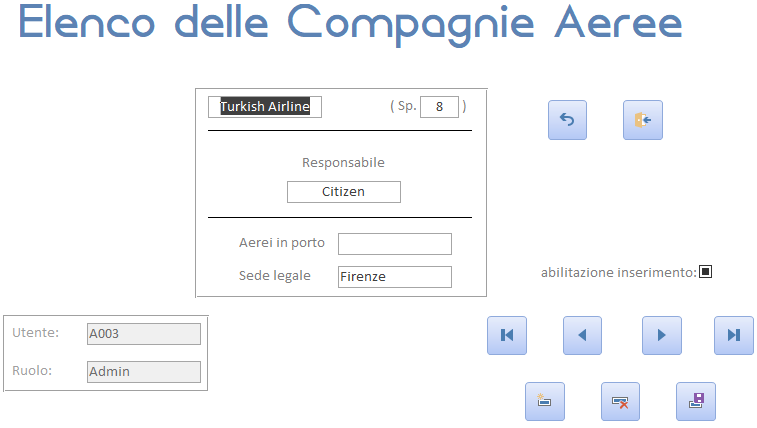 Elenco delle Compagnie Aeree
Turkish Airline ( Sp. 8 )
Responsabile
Citizen
Aerei in porto
Sede legale Firenze
abilitazione inserimento:
Utente: A003
Ruolo: Admin